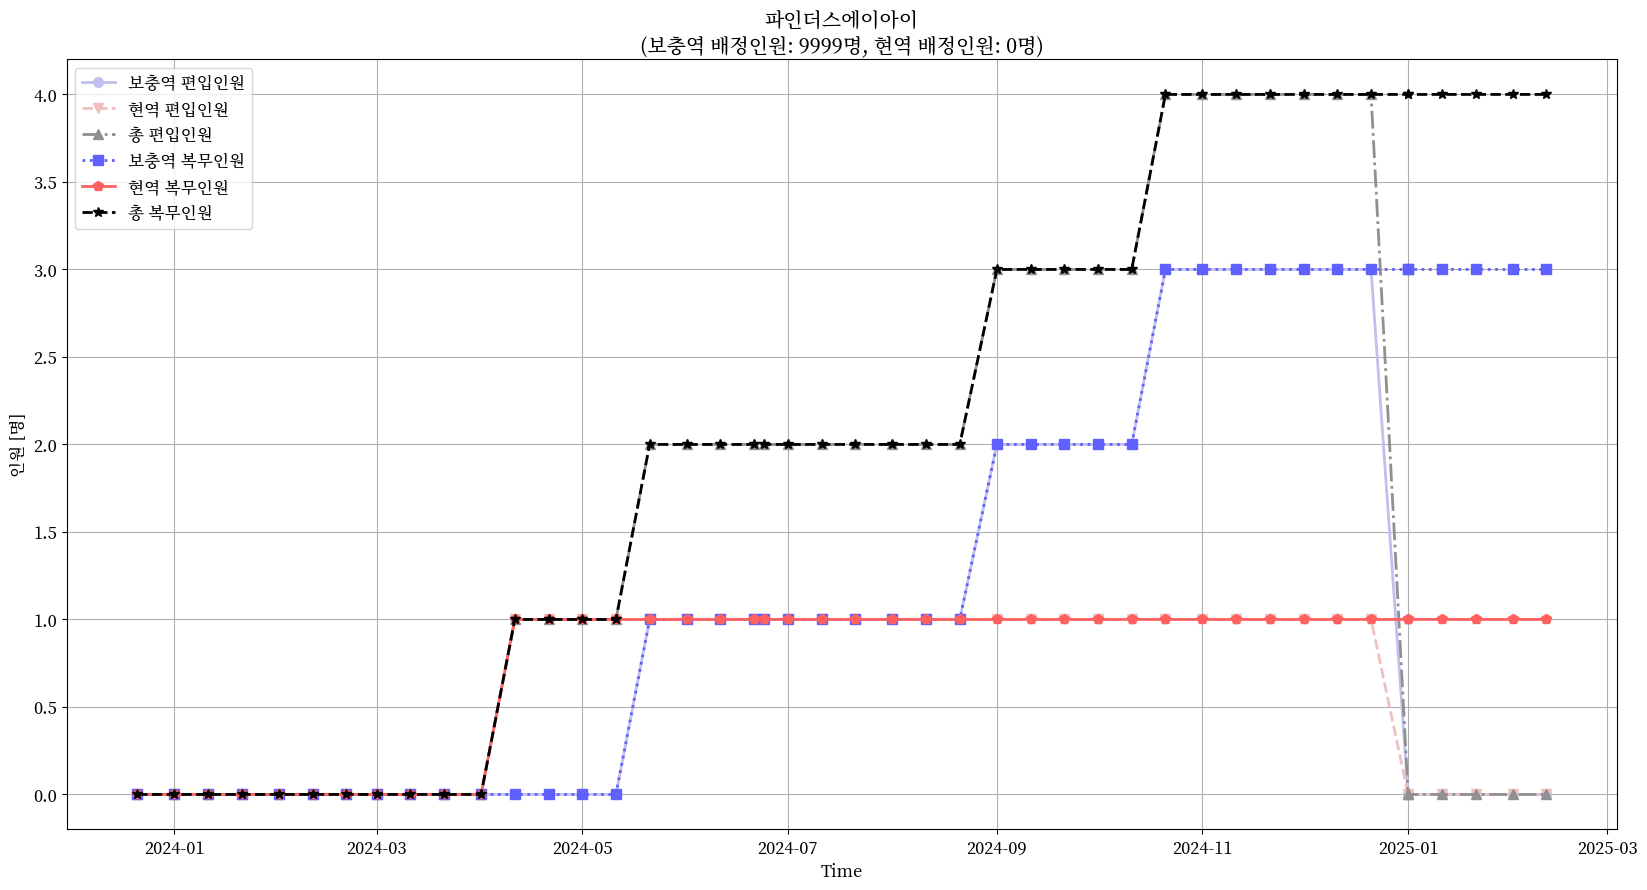 파인더스에이아이
(보충역 배정인원: 9999명, 현역 배정인원: 0명)
보충역 편입인원
현역 편입인원
총 편입인원
보충역 복무인원
현역 복무인원
총 복무인원
4.0
3.5
3.0
2.5
2.0
1.5
1.0
0.5
0.0
인원 [명]
2024-01 2024-03 2024-05 2024-07 2024-09 2024-11 2025-01 2025-03
Time